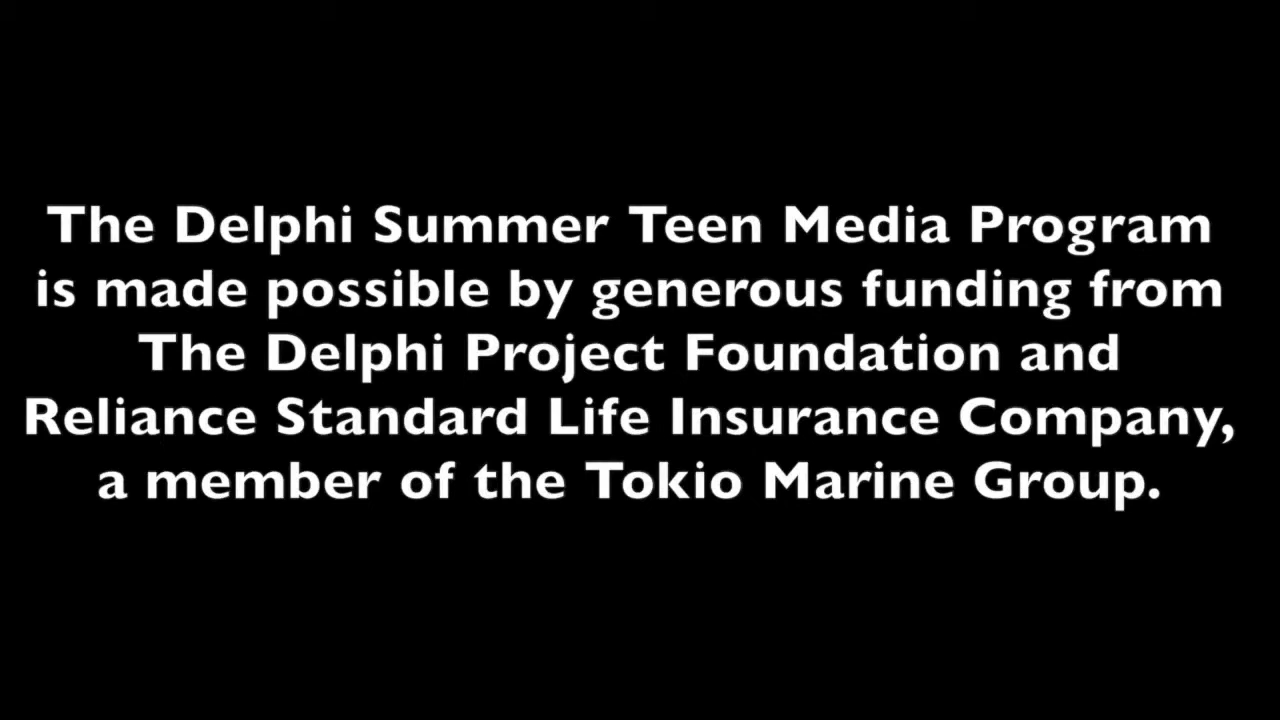 The Delphi Summer Teen Media Program
is made possible by generous funding from
The Delphi Project Foundation and
Reliance Standard Life Insurance Company,
a member of the Tokio Marine Group.